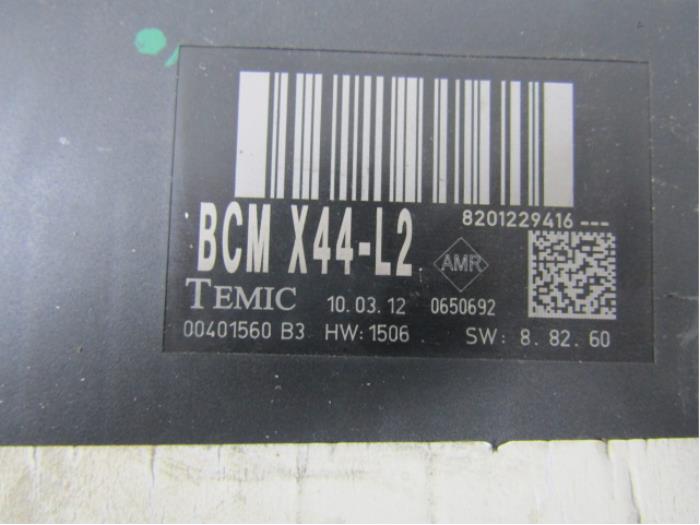 8201229416---
BCM X44-L2
AMR
TEMIC 10.03.12 0650692
00401560 B3 HW:1506 SW: 8. 82. 60